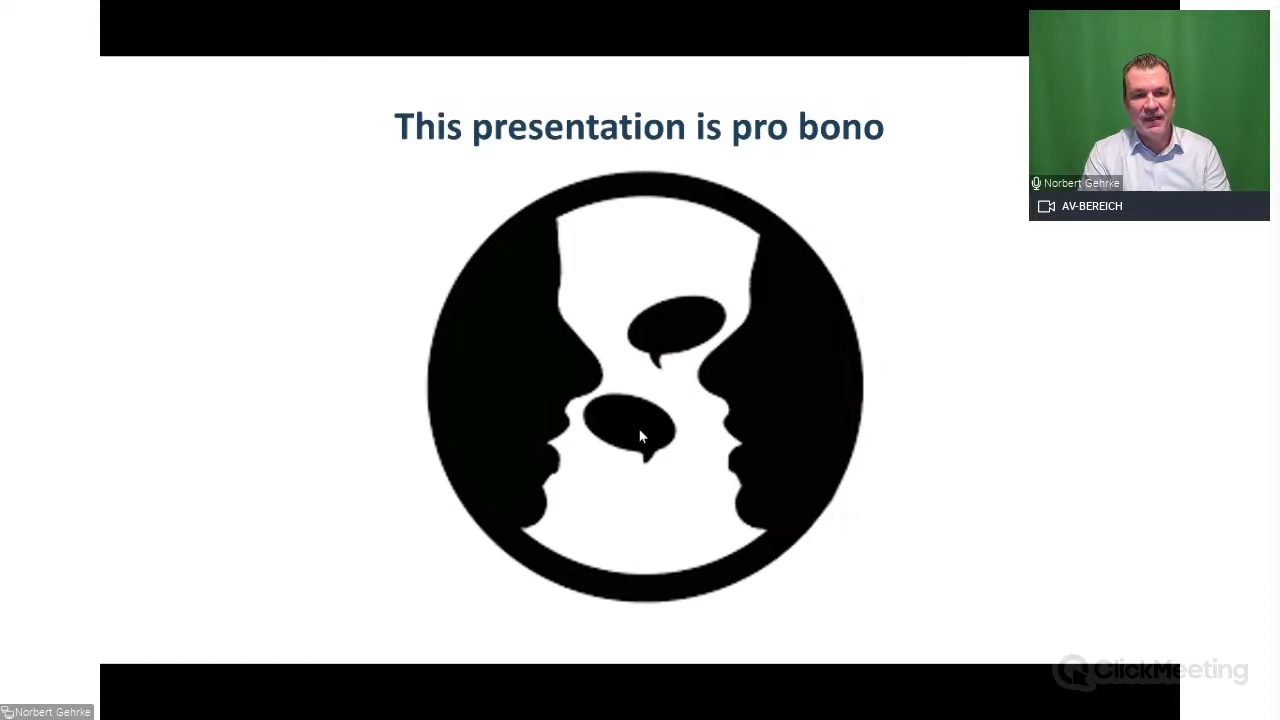 This presentation is pro bono
Norbert Gehrke
AV-BEREICH
ClickMeeting
Norbert Gehrke